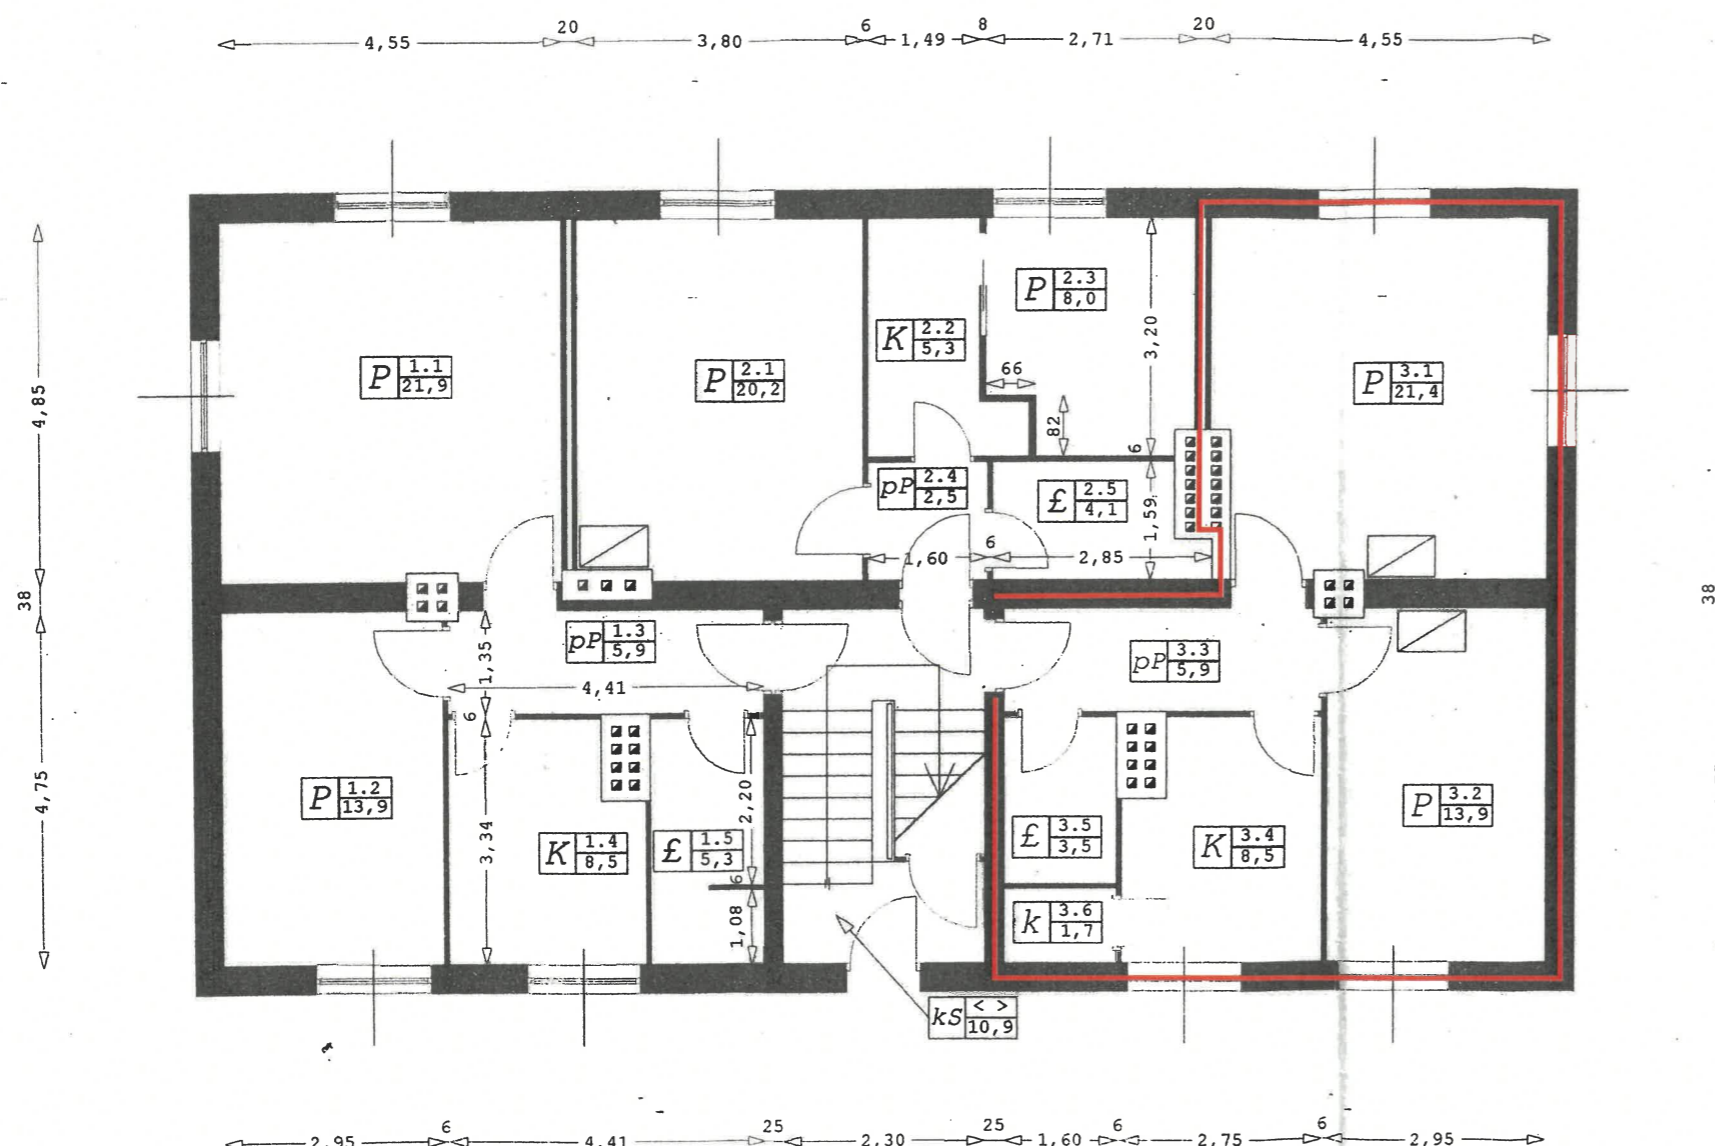 20 6 8 20
4,55 3,80 1,49 2,71 4,55
P 2.3
8,0
K 2.2
5,3
3,20
66
P 1.1
21,9
P 2.1
20,2
P 3.1
21,4
4,85
82
6
pP 2.4
2,5
£ 2.5
4,1
1,59
6
1,60 2,85
38
38
pP 1.3
5,9
pP 3.3
5,9
1,35
4,41
6
P 1.2
13,9
2,20
4,75
3,34
K 1.4
8,5
£ 1.5
5,3
6
1,08
£ 3.5
3,5
K 3.4
8,5
P 3.2
13,9
k 3.6
1,7
kS < >
10,9
6 25 25 6 6
2,95 4,41 2,30 1,60 2,75 2,95